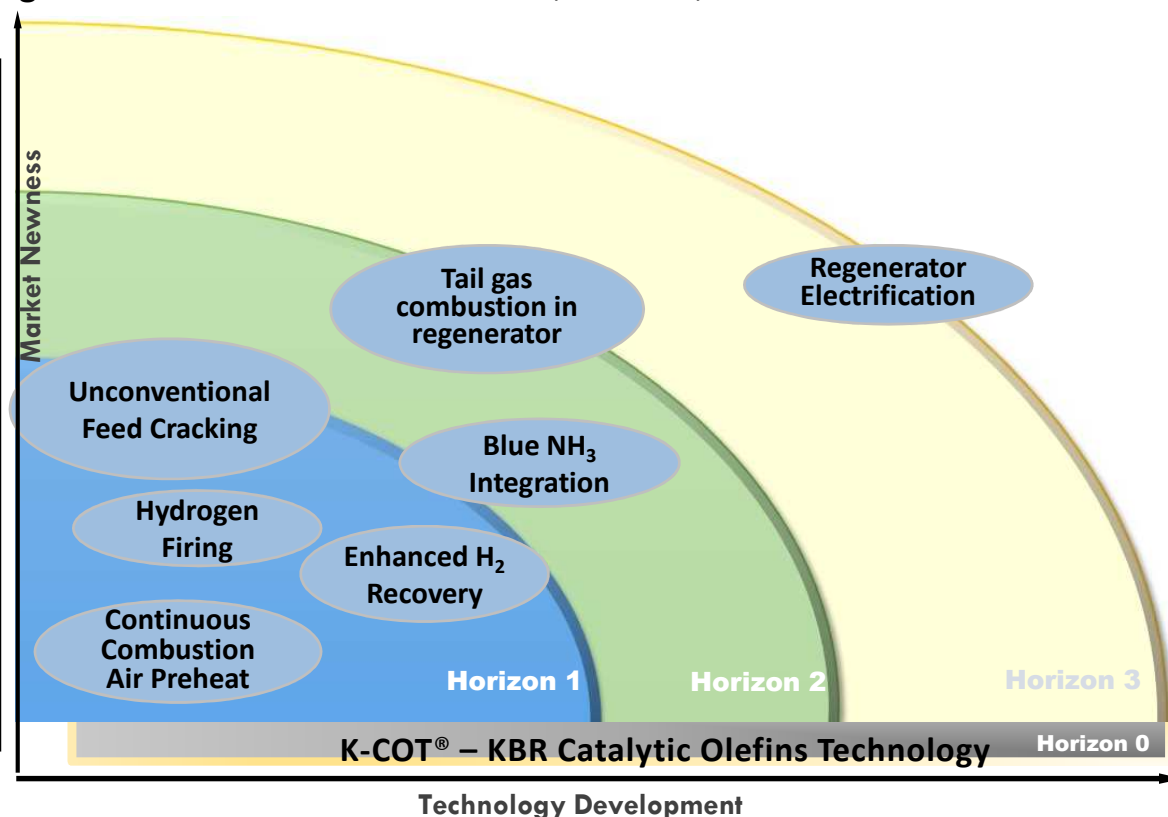 Market Newness
Tail gas
combustion in
regenerator
Regenerator
Electrification
Unconventional
Feed Cracking
Blue NH₃
Integration
Hydrogen
Firing
Enhanced H₂
Recovery
Continuous
Combustion
Air Preheat
Horizon 1
Horizon 2
Horizon 3
K-COT® – KBR Catalytic Olefins Technology
Horizon 0
Technology Development